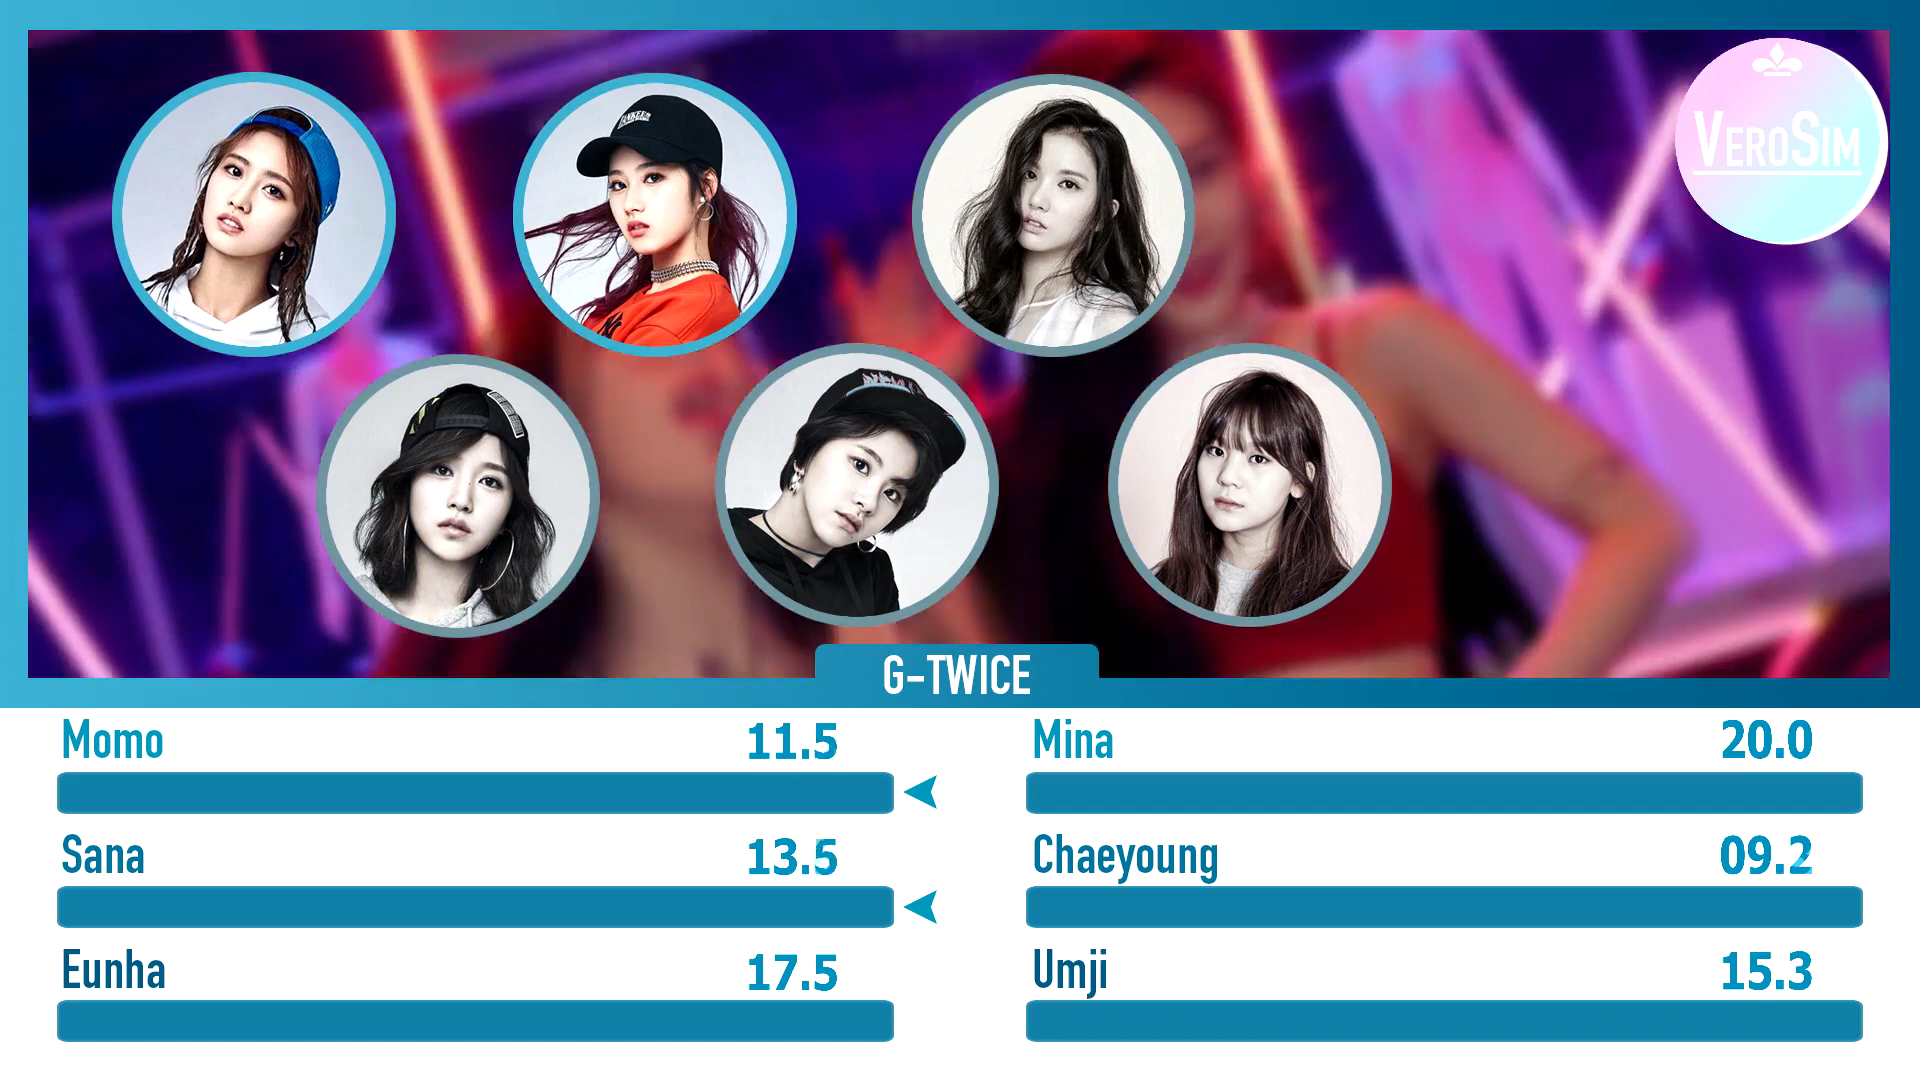 VEROSIM
G-TWICE
Momo 11.5
Mina 20.0
Sana 13.5
Chaeyoung 09.2
Eunha 17.5
Umji 15.3